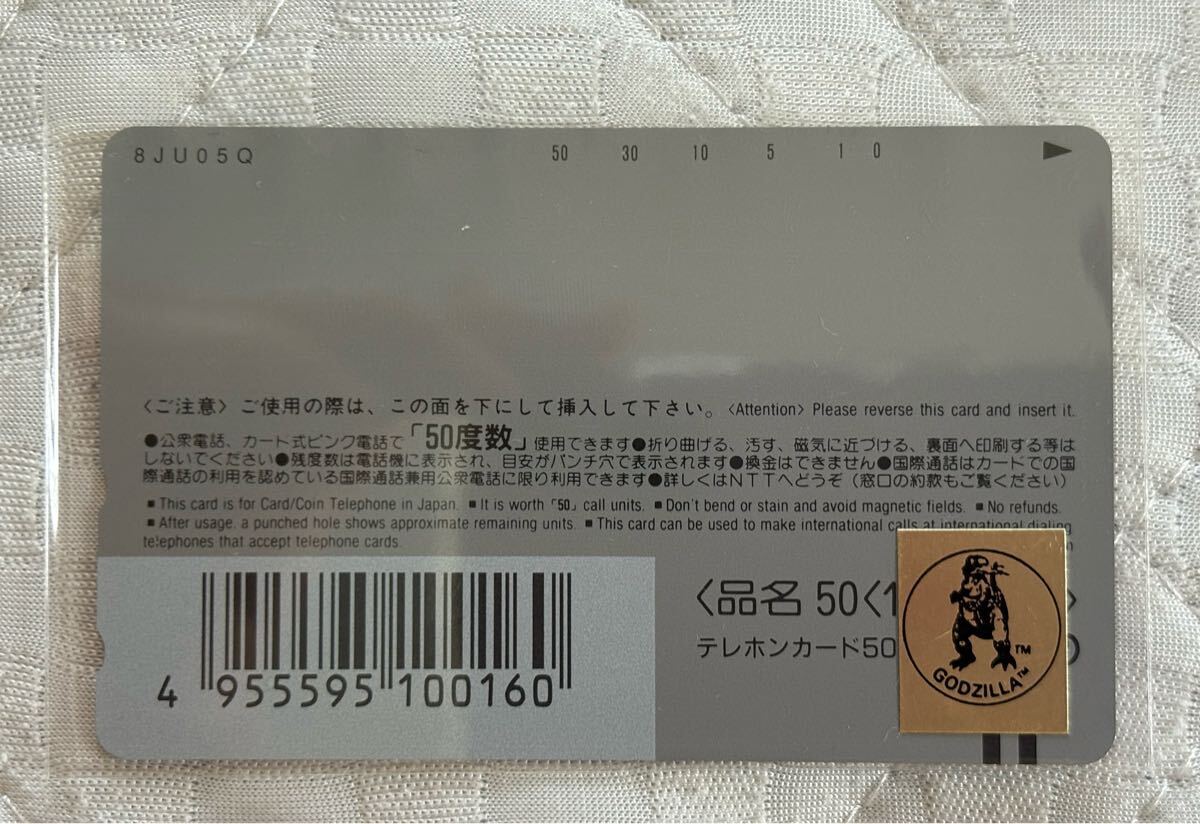 8JU05Q 50 30 10 5 1 0
〈ご注意〉ご使用の際は、この面を下にして挿入して下さい。〈Attention〉 Please reverse this card and insert it.
●公衆電話、カード式ピンク電話で「50度数」使用できます●折り曲げる、汚す、磁気に近づける、裏面へ印刷する等は
しないでください●残度数は電話機に表示され、目安がパンチ穴で表示されます●換金はできません●国際通話はカードでの国
際通話の利用を認めている国際通話兼用公衆電話に限り利用できます●詳しくはNTTへどうぞ（窓口の約款もご覧ください）
■ This card is for Card/Coin Telephone in Japan. ■ It is worth「50」call units. ■ Don't bend or stain and avoid magnetic fields. ■ No refunds.
■ After usage, a punched hole shows approximate remaining units. ■ This card can be used to make international calls at international dialing
telephones that accept telephone cards.
〈品名 50〈1
テレホンカード50
4 955595 100160
TM
GODZILLA™